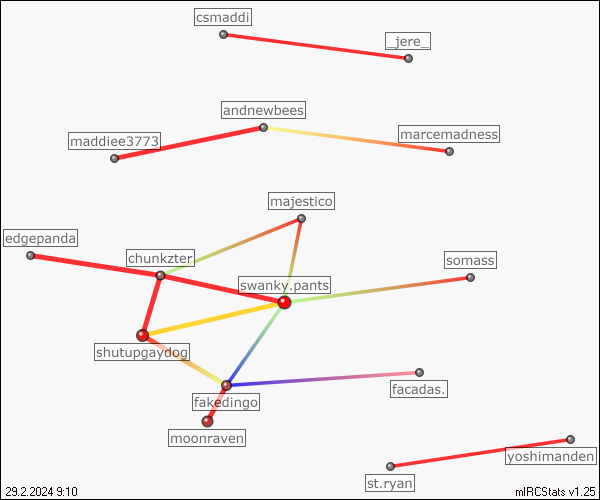 csmaddi
_jere_
andnewbees
maddiee3773
marcemadness
majestico
edgepanda
chunkzter
somass
swanky.pants
shutupgaydog
facadas.
fakedingo
moonraven
yoshimanden
st.ryan
29.2.2024 9:10
mIRCStats v1.25